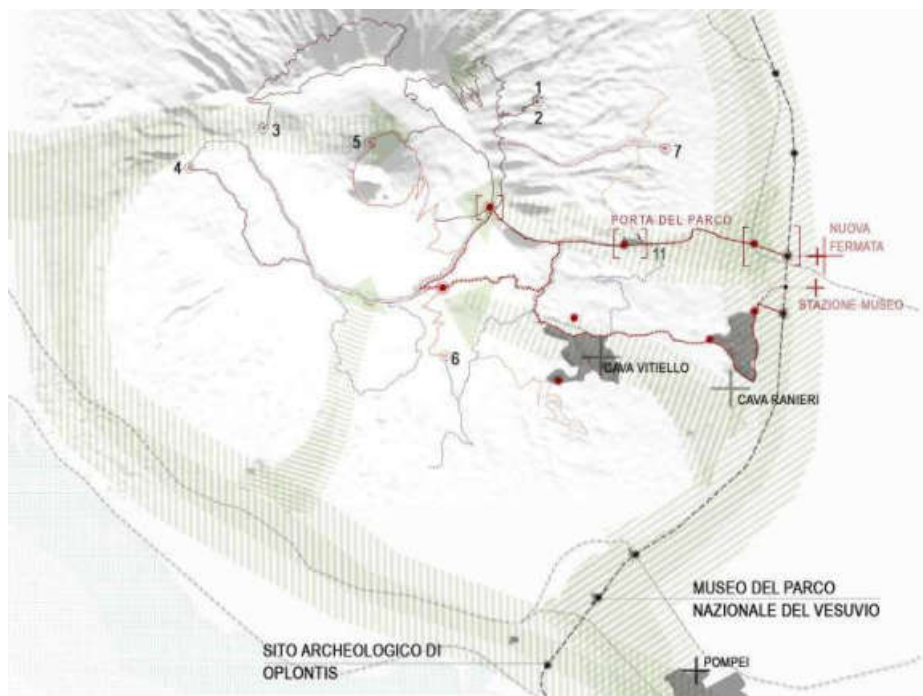 1
2
3
5
7
4
PORTA DEL PARCO
NUOVA
FERMATA
11
STAZIONE-MUSEO
6
CAVA VITIELLO
CAVA RANIERI
MUSEO DEL PARCO
NAZIONALE DEL VESUVIO
SITO ARCHEOLOGICO DI
OPLONTIS
POMPEI